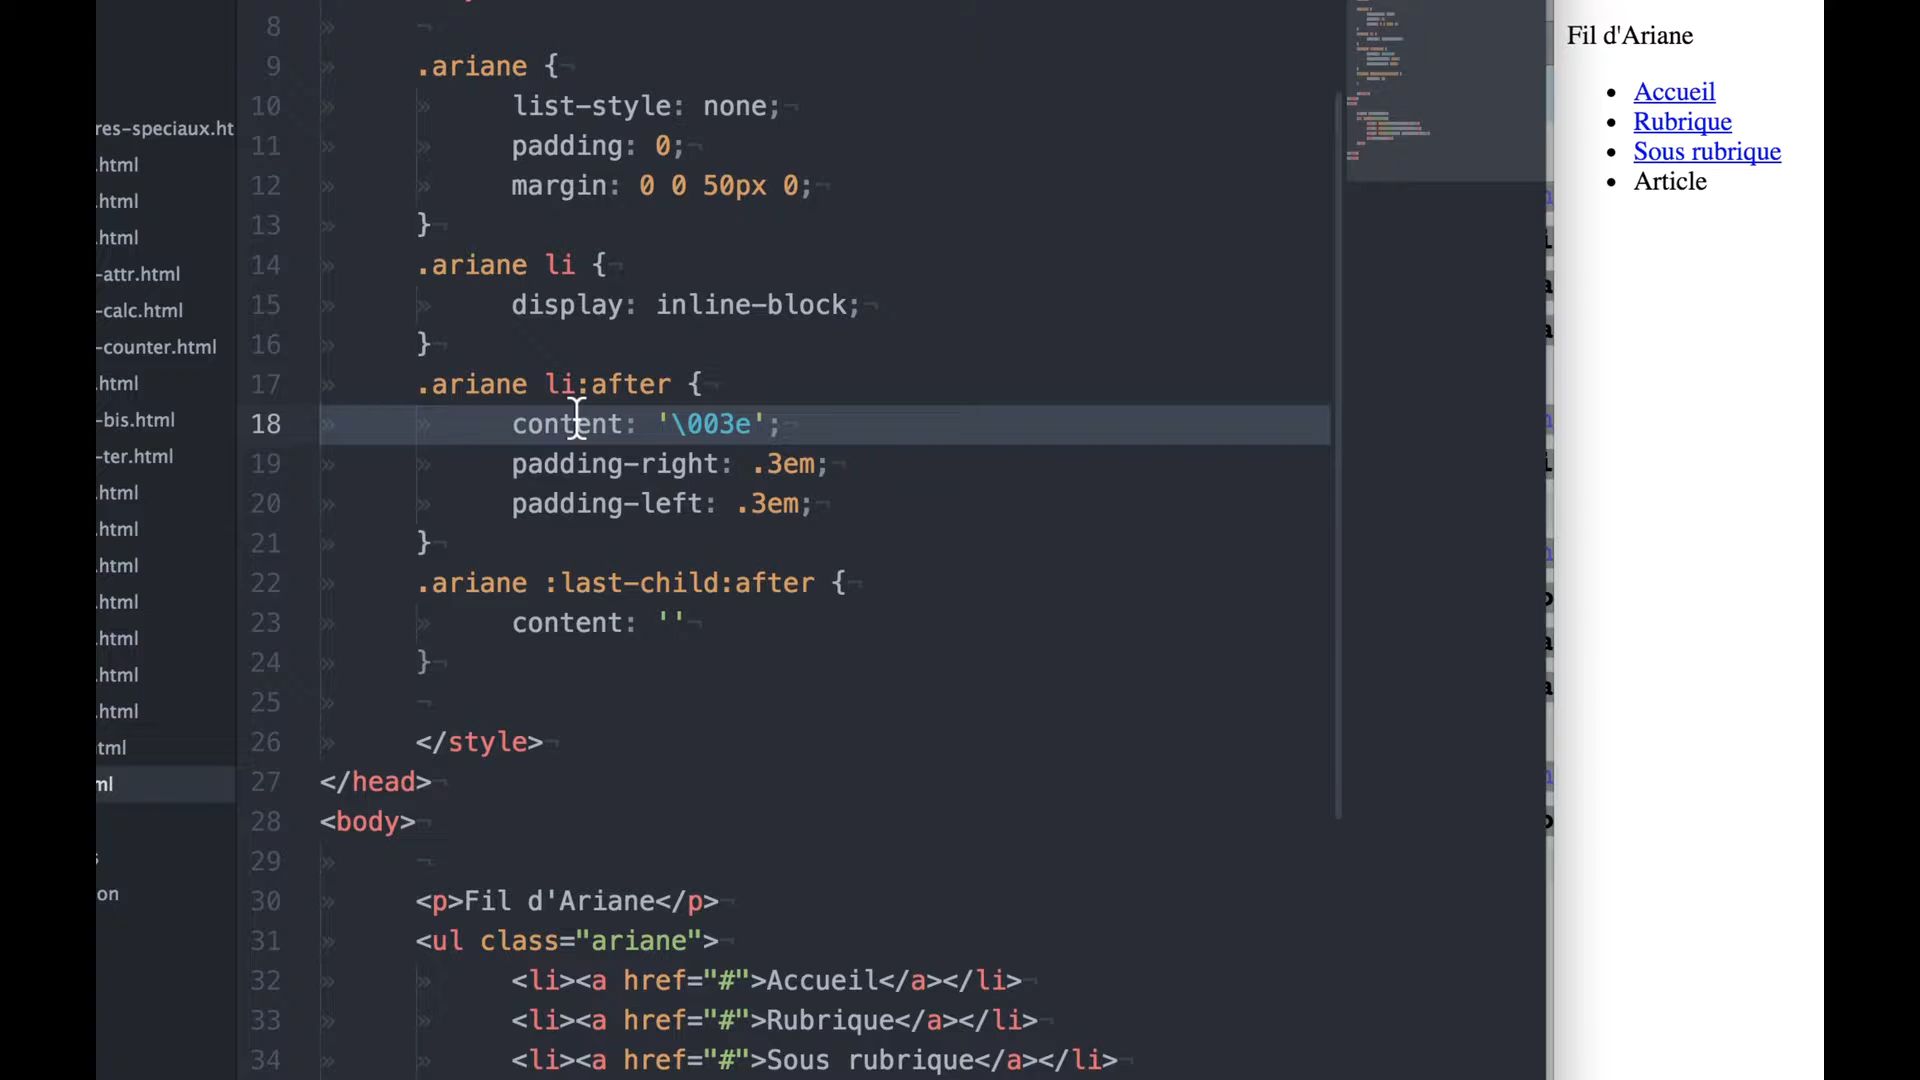 res-speciaux.ht
.html
.html
.html
-attr.html
-calc.html
-counter.html
.html
-bis.html
-ter.html
.html
.html
.html
.html
.html
.html
.html
tml
ml
s
on
8
9 .ariane {
10 list-style: none;
11 padding: 0;
12 margin: 0 0 50px 0;
13 }
14 .ariane li {
15 display: inline-block;
16 }
17 .ariane li:after {
18 content: '\003e';
19 padding-right: .3em;
20 padding-left: .3em;
21 }
22 .ariane :last-child:after {
23 content: ''
24 }
25
26 </style>
27 </head>
28 <body>
29
30 <p>Fil d'Ariane</p>
31 <ul class="ariane">
32 <li><a href="#">Accueil</a></li>
33 <li><a href="#">Rubrique</a></li>
34 <li><a href="#">Sous rubrique</a></li>
Fil d'Ariane
• Accueil
• Rubrique
• Sous rubrique
• Article